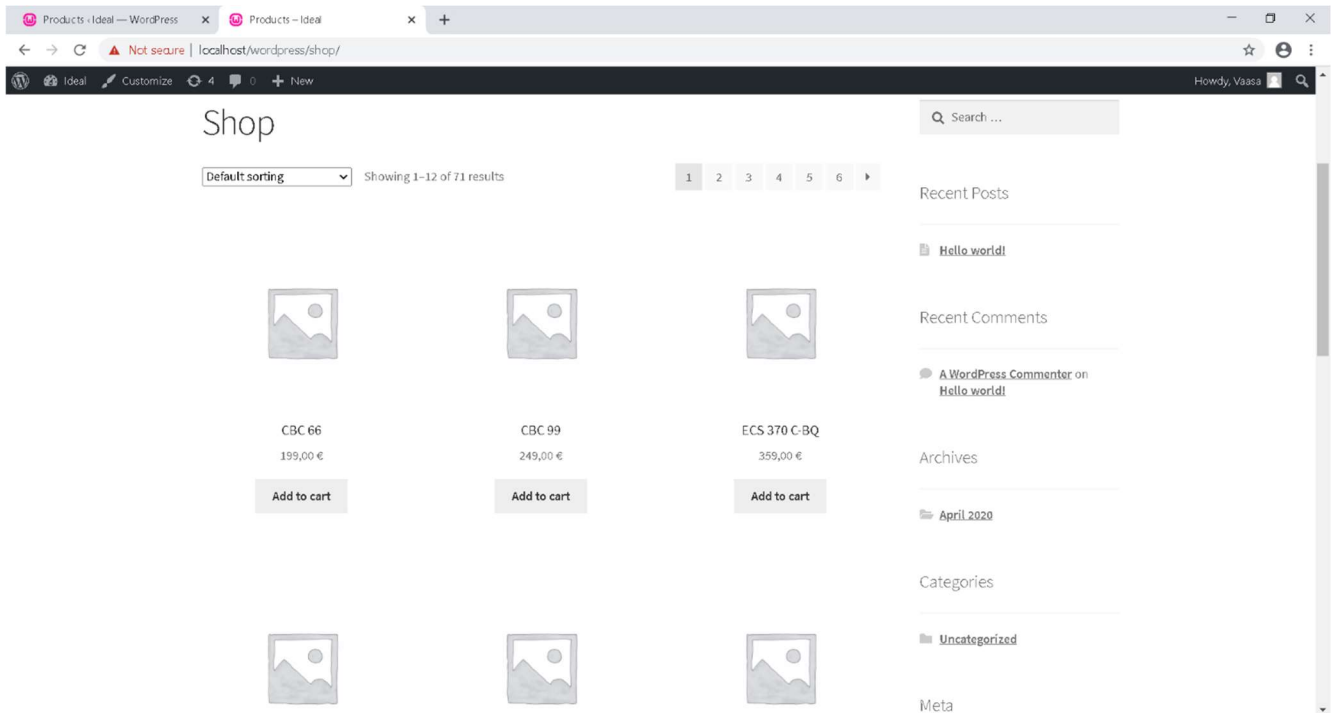 Products ‹ Ideal — WordPress
Products – Ideal
Not secure | localhost/wordpress/shop/
Ideal Customize 4 0 New
Howdy, Vaasa
Shop
Default sorting
Showing 1–12 of 71 results
1 2 3 4 5 6
CBC 66
199,00 €
Add to cart
CBC 99
249,00 €
Add to cart
ECS 370 C-BQ
359,00 €
Add to cart
Search …
Recent Posts
Hello world!
Recent Comments
A WordPress Commenter on
Hello world!
Archives
April 2020
Categories
Uncategorized
Meta